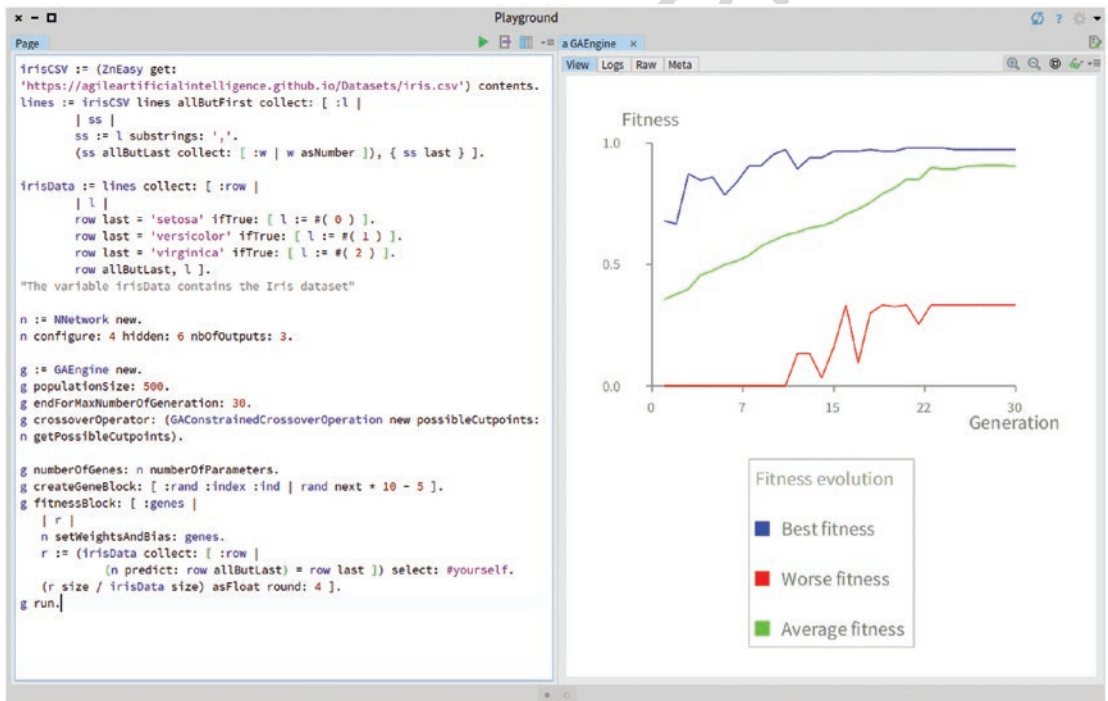 Playground
?
Page
a GAEngine ×
View Logs Raw Meta
irisCSV := (ZnEasy get:
'https://agileartificialintelligence.github.io/Datasets/iris.csv') contents.
lines := irisCSV lines allButFirst collect: [ :l |
| ss |
ss := l substrings: ','.
(ss allButLast collect: [ :w | w asNumber ]), { ss last } ].
irisData := lines collect: [ :row |
| l |
row last = 'setosa' ifTrue: [ l := #( 0 ) ].
row last = 'versicolor' ifTrue: [ l := #( 1 ) ].
row last = 'virginica' ifTrue: [ l := #( 2 ) ].
row allButLast, l ].
"The variable irisData contains the Iris dataset"
n := NNetwork new.
n configure: 4 hidden: 6 nbOfOutputs: 3.
g := GAEngine new.
g populationSize: 500.
g endForMaxNumberOfGeneration: 30.
g crossoverOperator: (GAConstrainedCrossoverOperation new possibleCutpoints:
n getPossibleCutpoints).
g numberOfGenes: n numberOfParameters.
g createGeneBlock: [ :rand :index :ind | rand next * 10 - 5 ].
g fitnessBlock: [ :genes |
| r |
n setWeightsAndBias: genes.
r := (irisData collect: [ :row |
(n predict: row allButLast) = row last ]) select: #yourself.
(r size / irisData size) asFloat round: 4 ].
g run.
Fitness
1.0
0.5
0.0
0 7 15 22 30
Generation
Fitness evolution
Best fitness
Worse fitness
Average fitness